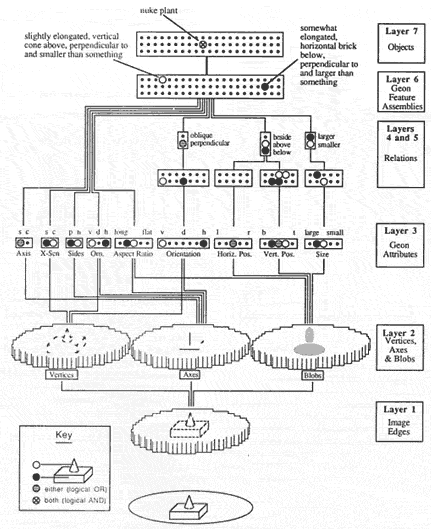 nuke plant
slightly elongated, vertical
cone above, perpendicular to
and smaller than something
somewhat
elongated,
horizontal brick
below,
perpendicular to
and larger than
something
Layer 7
Objects
Layer 6
Geon
Feature
Assemblies
Layers
4 and 5
Relations
oblique
perpendicular
beside
above
below
larger
smaller
s c
s c
p n
v d h
long flat
v d h
l r
b t
large small
Axis
X-Scn
Sides
Orn.
Aspect Ratio
Orientation
Horiz. Pos.
Vert. Pos.
Size
Layer 3
Geon
Attributes
Layer 2
Vertices,
Axes
& Blobs
Vertices
Axes
Blobs
Layer 1
Image
Edges
Key
either (logical OR)
both (logical AND)